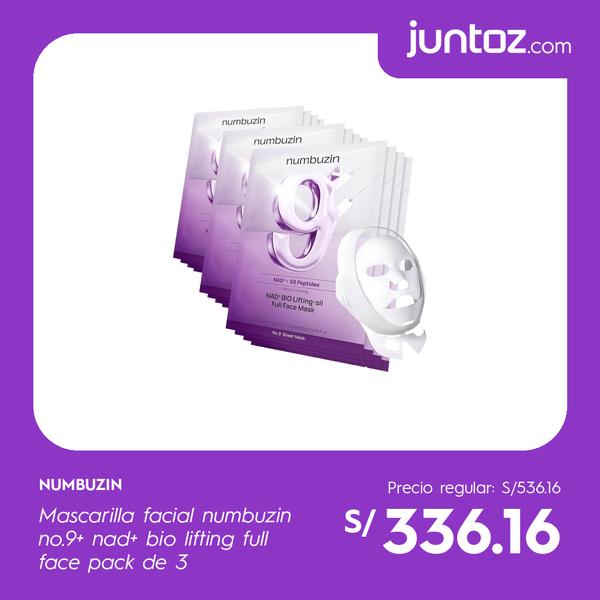 juntoz.com
numbuzin
numbuzin
numbuzin
9
NAD+ · 50 Peptides
NAD+ BIO Lifting-sil
Full Face Mask
No.9 Sheet Mask
NUMBUZIN
Mascarilla facial numbuzin
no.9+ nad+ bio lifting full
face pack de 3
Precio regular: S/536.16
S/336.16